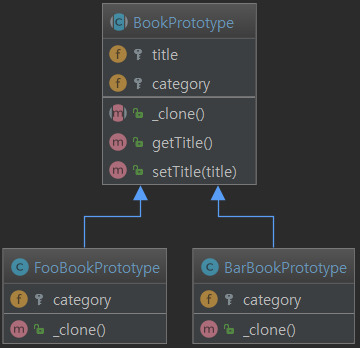 BookPrototype
title
category
_clone()
getTitle()
setTitle(title)
FooBookPrototype
category
_clone()
BarBookPrototype
category
_clone()